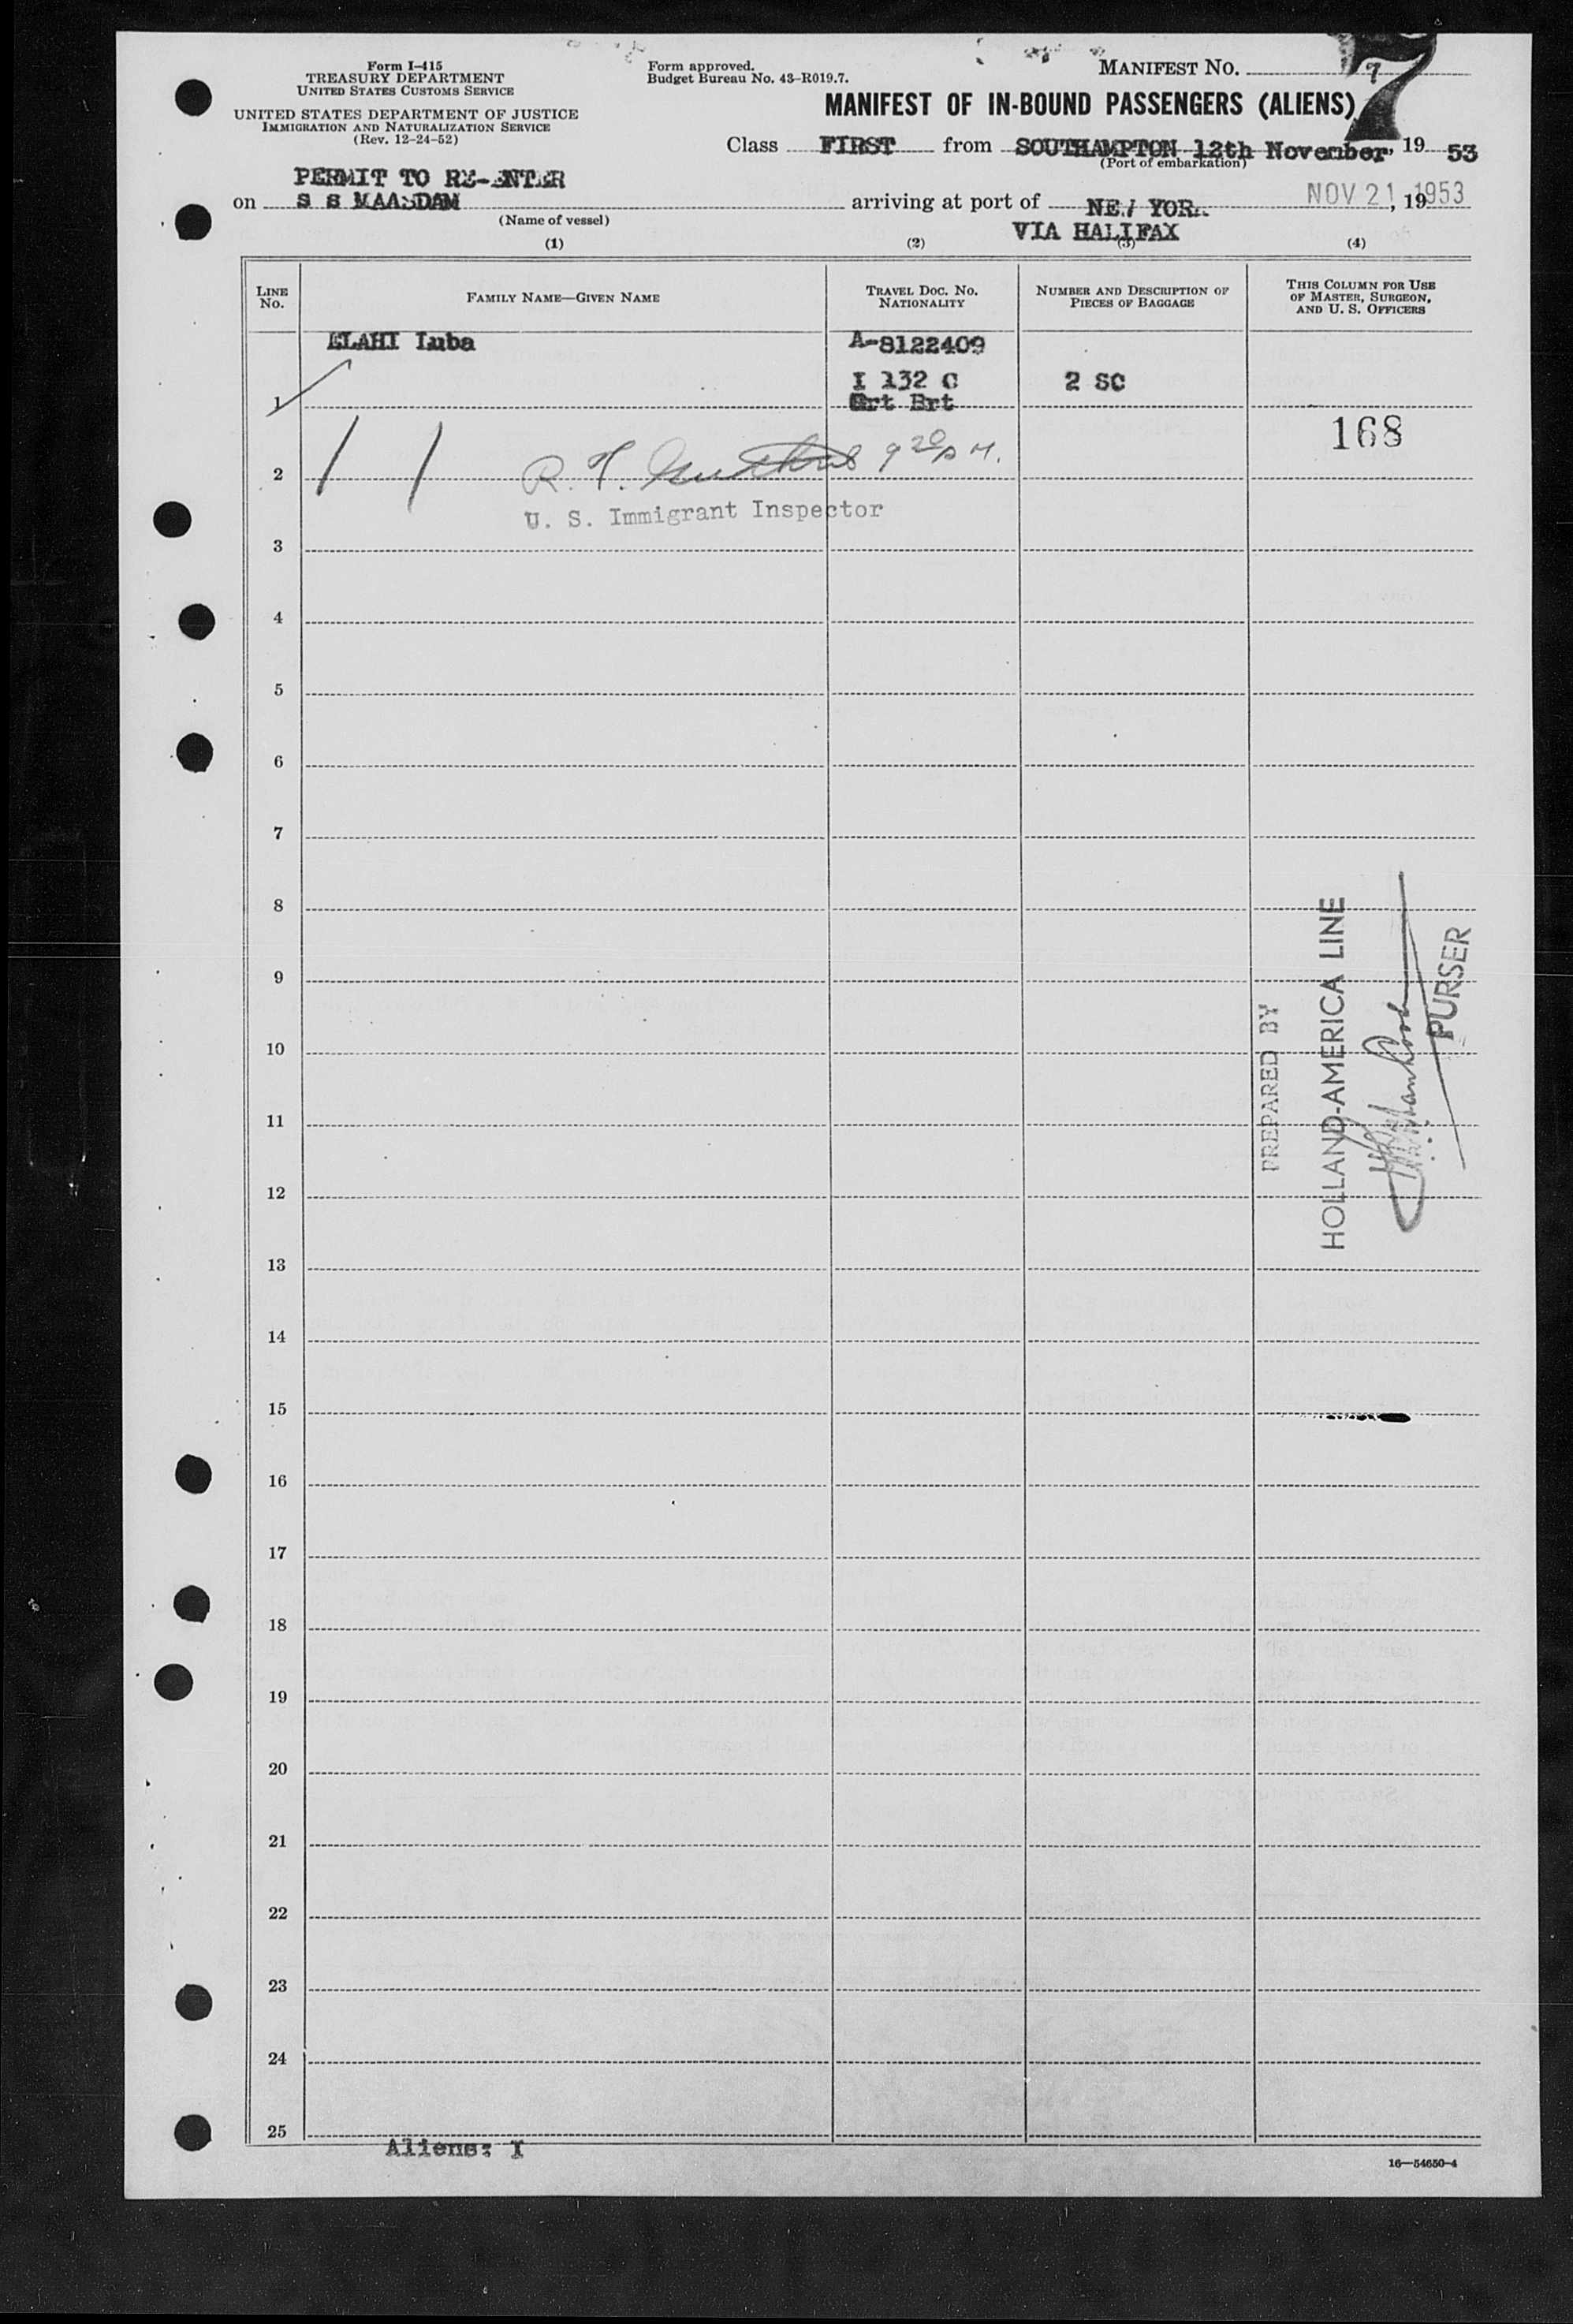 Form I-415
TREASURY DEPARTMENT
UNITED STATES CUSTOMS SERVICE
UNITED STATES DEPARTMENT OF JUSTICE
IMMIGRATION AND NATURALIZATION SERVICE
(Rev. 12-24-52)
Form approved.
Budget Bureau No. 43-R019.7.
MANIFEST NO.
7
9
MANIFEST OF IN-BOUND PASSENGERS (ALIENS)
Class FIRST from SOUTHAMPTON 12th November, 19 53
(Port of embarkation)
PERMIT TO RE-ENTER
on S S MAASDAM arriving at port of NEW YORK NOV 21, 19 1953
(Name of vessel)
VIA HALIFAX
(1) (2) (3) (4)
LINE NO. FAMILY NAME—GIVEN NAME TRAVEL DOC. NO. NATIONALITY NUMBER AND DESCRIPTION OF PIECES OF BAGGAGE THIS COLUMN FOR USE OF MASTER, SURGEON, AND U. S. OFFICERS
ELAHI Luba A-8122409
I 132 C 2 SC
1 Grt Brt
168
2 R. T. 9 20 P M.
U. S. Immigrant Inspector
3
4
5
6
7
8
9
10
11
12
13
14
15
16
17
18
19
20
21
22
23
24
25
PREPARED BY
HOLLAND-AMERICA LINE
PURSER
Aliens: I
16—54650-4